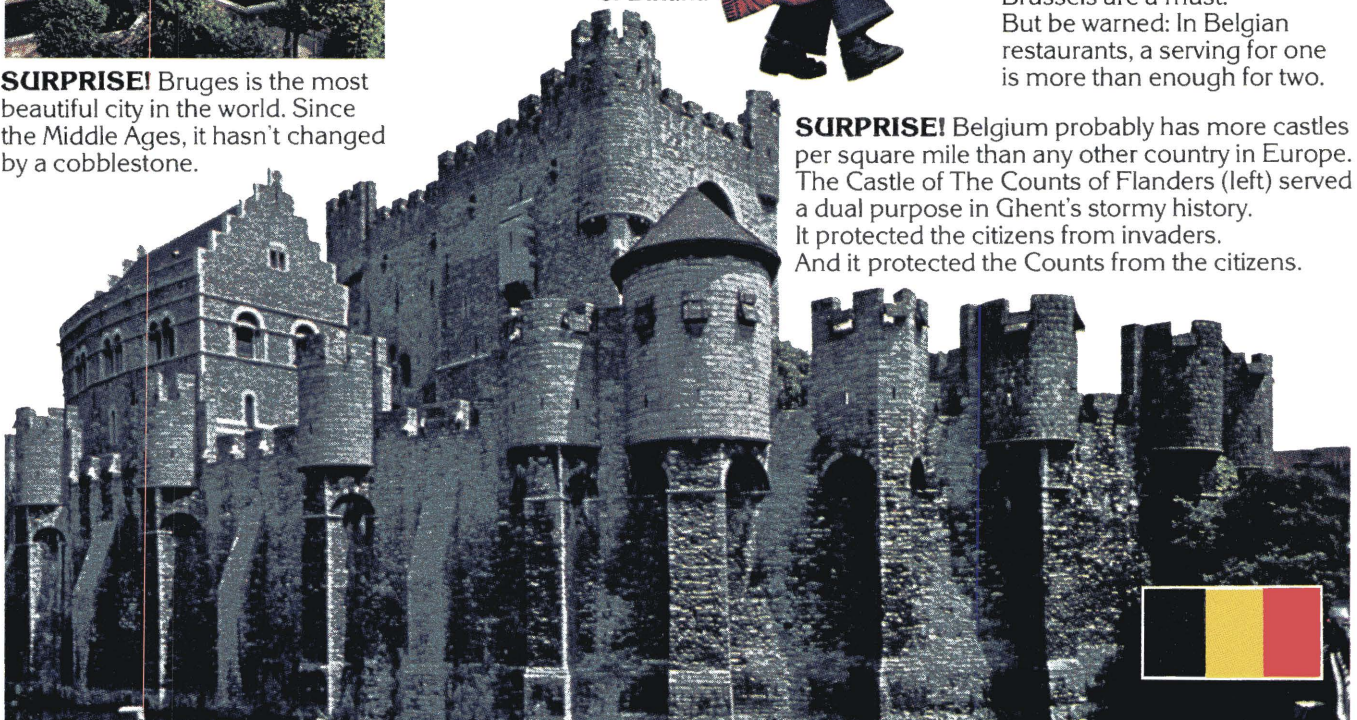 Brussels are a must.
But be warned: In Belgian
restaurants, a serving for one
is more than enough for two.
SURPRISE! Bruges is the most
beautiful city in the world. Since
the Middle Ages, it hasn't changed
by a cobblestone.
SURPRISE! Belgium probably has more castles
per square mile than any other country in Europe.
The Castle of The Counts of Flanders (left) served
a dual purpose in Ghent's stormy history.
It protected the citizens from invaders.
And it protected the Counts from the citizens.